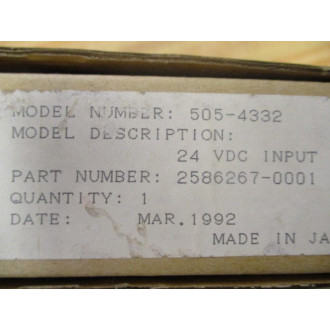 MODEL NUMBER: 505-4332
MODEL DESCRIPTION:
24 VDC INPUT
PART NUMBER: 2586267-0001
QUANTITY: 1
DATE: MAR.1992
MADE IN JA